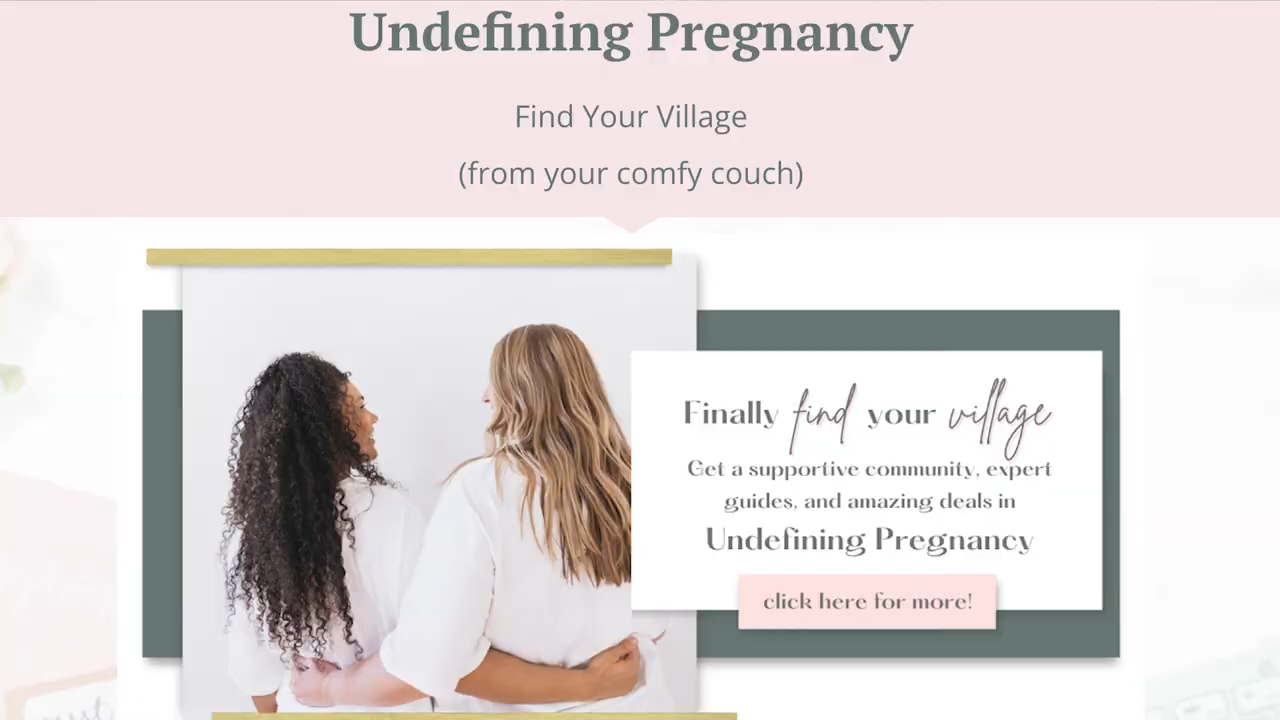 Undefining Pregnancy
Find Your Village
(from your comfy couch)
Finally find your village
Get a supportive community, expert
guides, and amazing deals in
Undefining Pregnancy
click here for more!